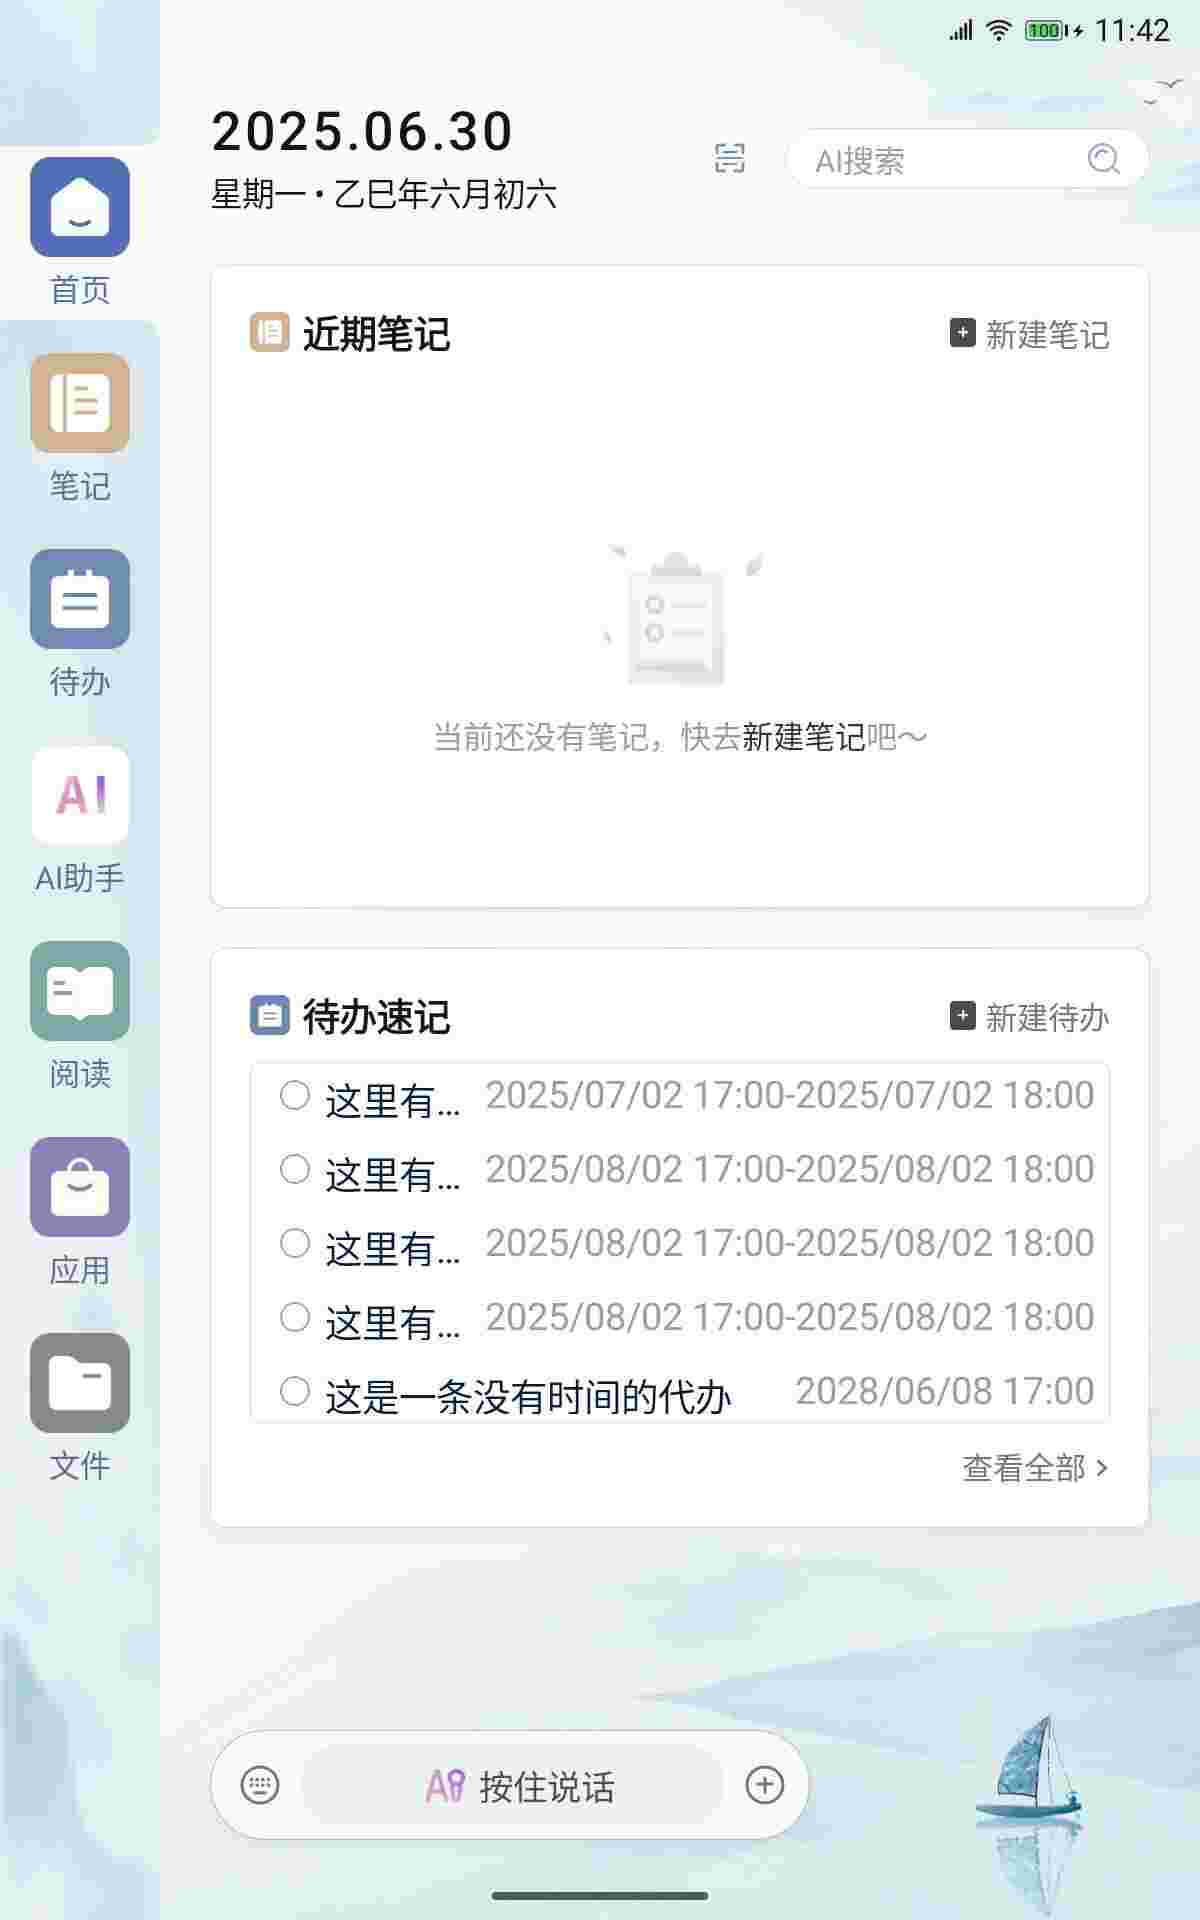 100 11:42
2025.06.30
星期一·乙巳年六月初六
AI搜索
首页
笔记
待办
AI助手
阅读
应用
文件
近期笔记
新建笔记
当前还没有笔记，快去新建笔记吧～
待办速记
新建待办
这里有... 2025/07/02 17:00-2025/07/02 18:00
这里有... 2025/08/02 17:00-2025/08/02 18:00
这里有... 2025/08/02 17:00-2025/08/02 18:00
这里有... 2025/08/02 17:00-2025/08/02 18:00
这是一条没有时间的代办 2028/06/08 17:00
查看全部
按住说话